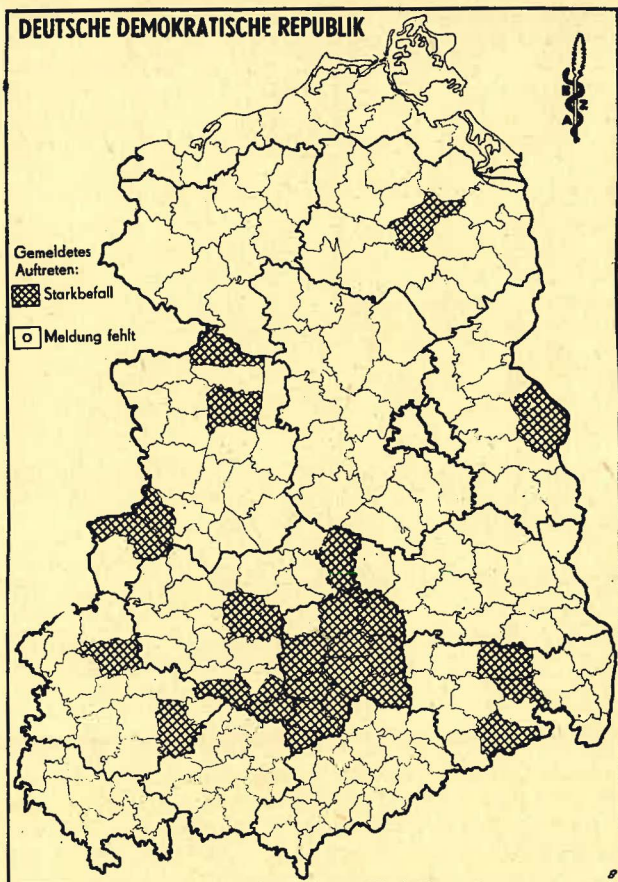 DEUTSCHE DEMOKRATISCHE REPUBLIK
Gemeldetes
Auftreten:
Starkbefall
o Meldung fehlt